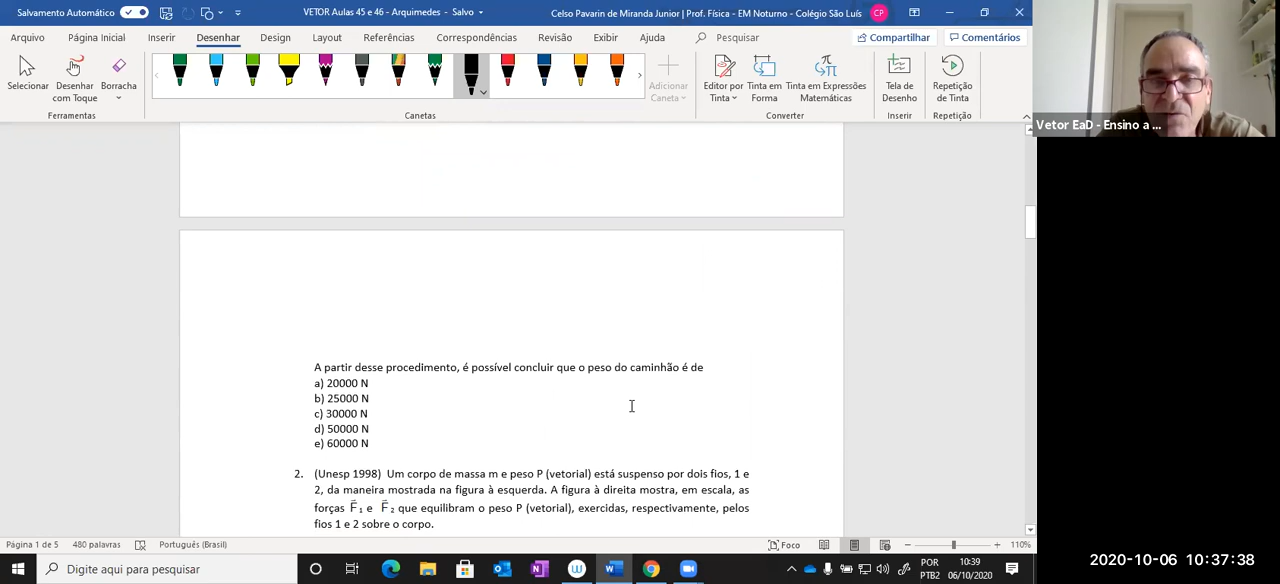 Salvamento Automático
VETOR Aulas 45 e 46 - Arquimedes - Salvo
Celso Pavarin de Miranda Junior | Prof. Física - EM Noturno - Colégio São Luís
CP
Arquivo Página Inicial Inserir Desenhar Design Layout Referências Correspondências Revisão Exibir Ajuda Pesquisar Compartilhar Comentários
Selecionar
Desenhar com Toque
Borracha
Adicionar Caneta
Editor por Tinta
Tinta em Forma
Tinta em Expressões Matemáticas
Tela de Desenho
Repetição de Tinta
Ferramentas Canetas Converter Inserir Repetição
Vetor EaD - Ensino a ...
A partir desse procedimento, é possível concluir que o peso do caminhão é de
a) 20000 N
b) 25000 N
c) 30000 N
d) 50000 N
e) 60000 N
2. (Unesp 1998) Um corpo de massa m e peso P (vetorial) está suspenso por dois fios, 1 e
2, da maneira mostrada na figura à esquerda. A figura à direita mostra, em escala, as
forças F⃗₁ e F⃗₂ que equilibram o peso P (vetorial), exercidas, respectivamente, pelos
fios 1 e 2 sobre o corpo.
Página 1 de 5 480 palavras Português (Brasil) Foco 110%
Digite aqui para pesquisar
POR
PTB2
10:39
06/10/2020
2020-10-06 10:37:38